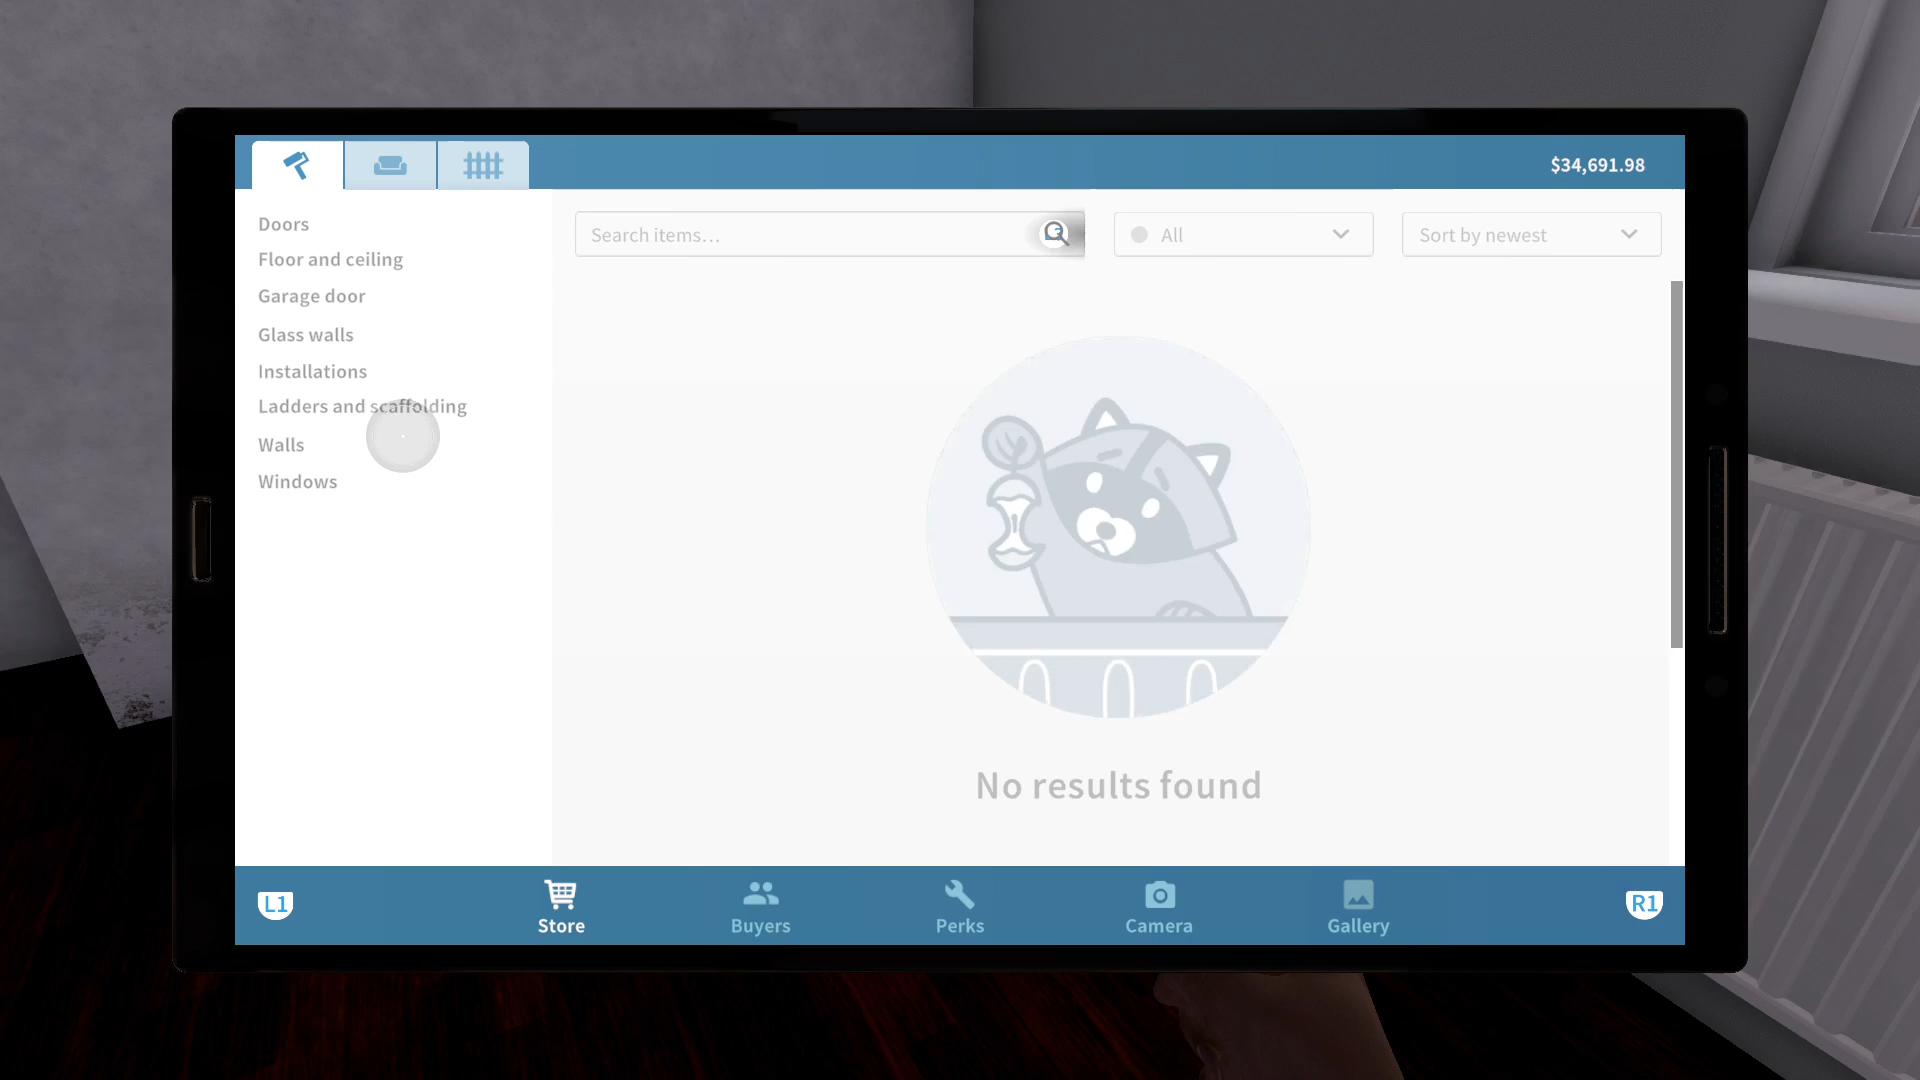 $34,691.98
Doors
Floor and ceiling
Garage door
Glass walls
Installations
Ladders and scaffolding
Walls
Windows
Search items...
All
Sort by newest
No results found
L1
Store
Buyers
Perks
Camera
Gallery
R1